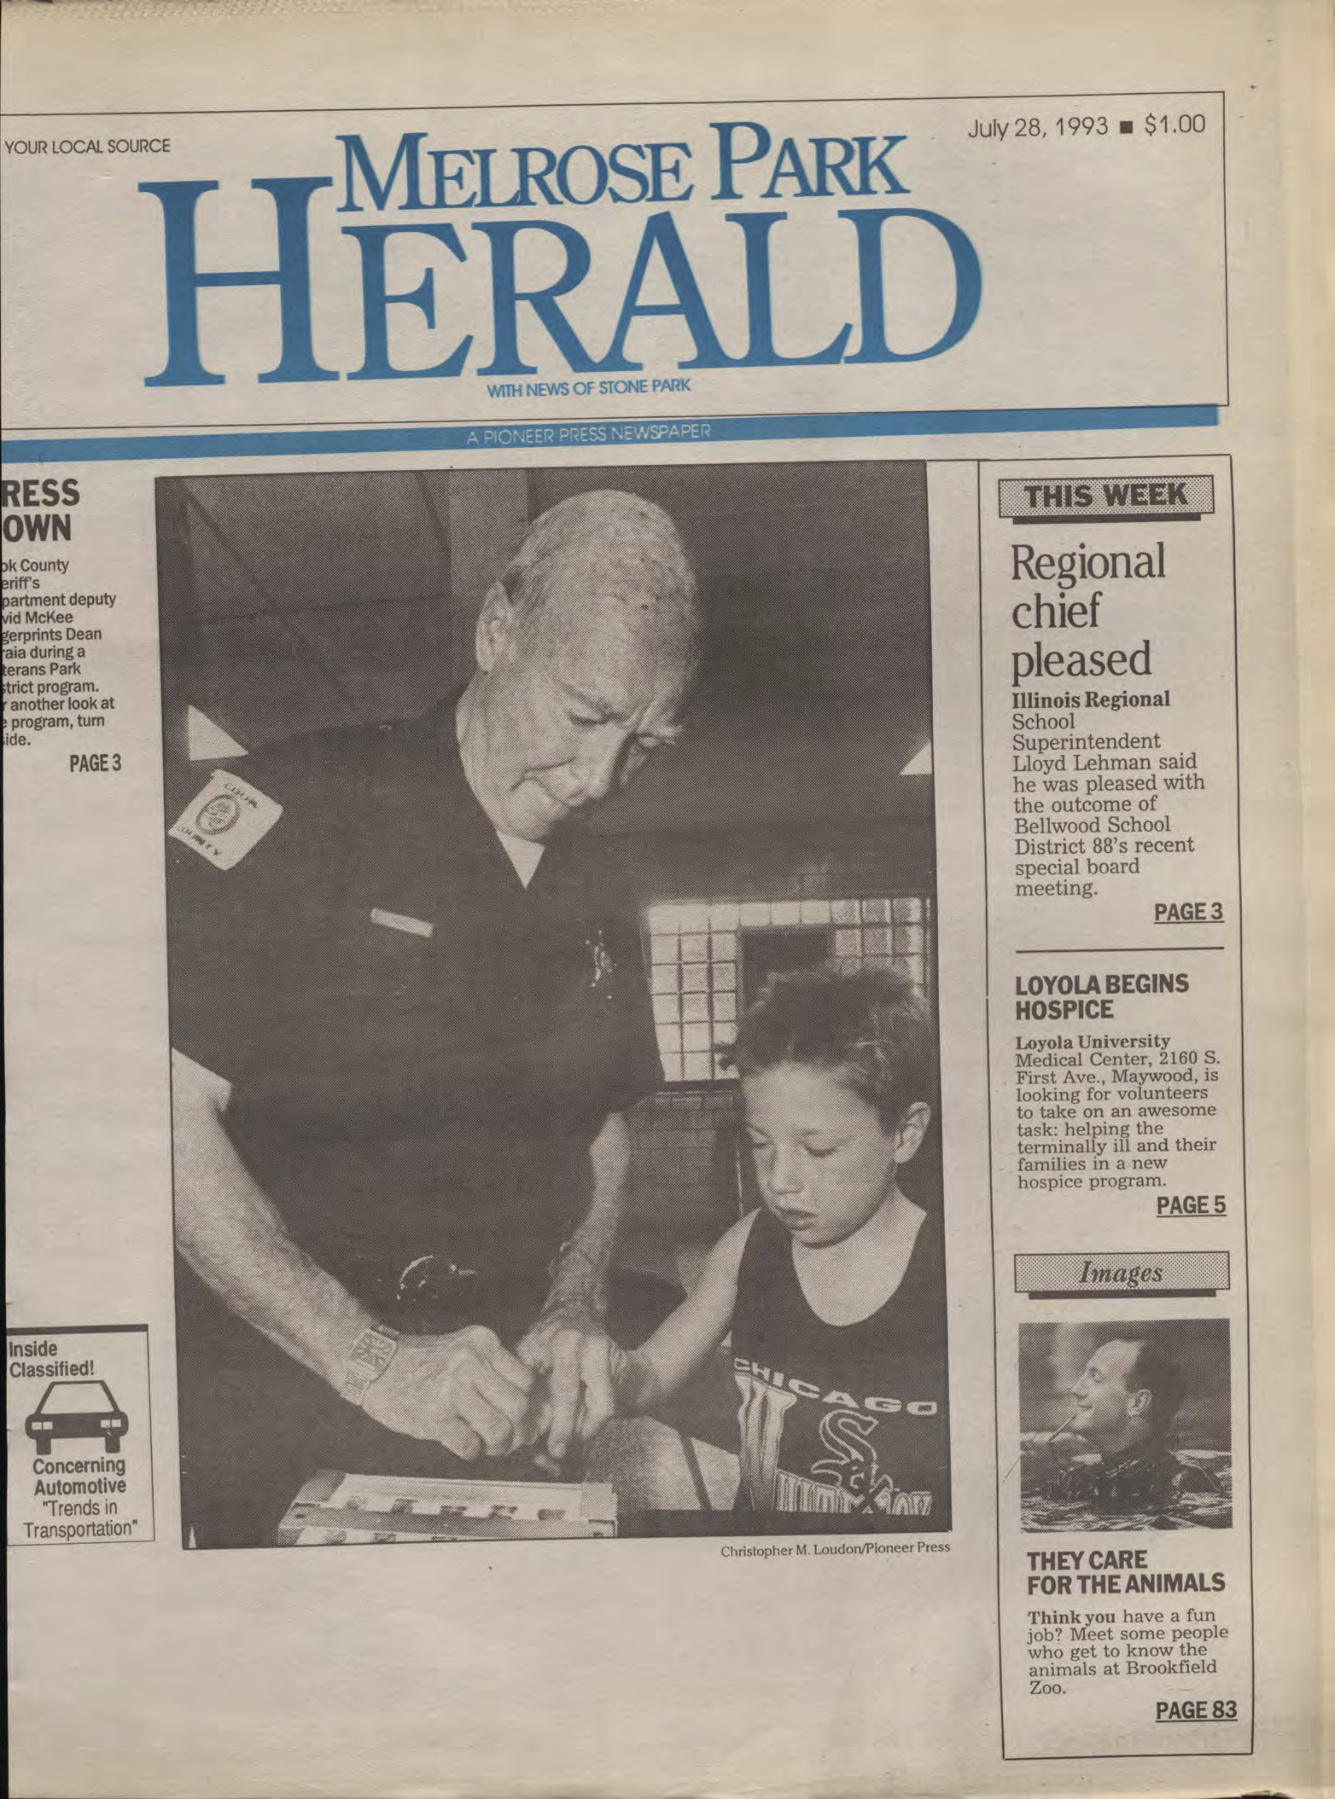 YOUR LOCAL SOURCE
July 28, 1993 ■ $1.00
MELROSE PARK
HERALD
WITH NEWS OF STONE PARK
A PIONEER PRESS NEWSPAPER
RESS
OWN
ok County
eriff's
partment deputy
vid McKee
gerprints Dean
raia during a
terans Park
strict program.
r another look at
e program, turn
ide.
PAGE 3
Inside
Classified!
Concerning
Automotive
"Trends in
Transportation"
COOK
COUNTY
CHICAGO
SOX
Christopher M. Loudon/Pioneer Press
THIS WEEK
Regional
chief
pleased
Illinois Regional
School
Superintendent
Lloyd Lehman said
he was pleased with
the outcome of
Bellwood School
District 88's recent
special board
meeting.
PAGE 3
LOYOLA BEGINS
HOSPICE
Loyola University
Medical Center, 2160 S.
First Ave., Maywood, is
looking for volunteers
to take on an awesome
task: helping the
terminally ill and their
families in a new
hospice program.
PAGE 5
Images
THEY CARE
FOR THE ANIMALS
Think you have a fun
job? Meet some people
who get to know the
animals at Brookfield
Zoo.
PAGE 83